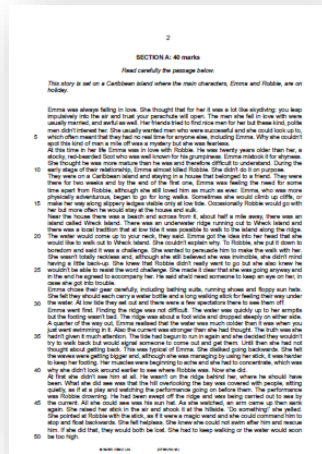 2
SECTION A: 40 marks
Read carefully the passage below:
This story is set on a Caribbean island where the main characters, Emma and Robbie, are on
holiday.
Emma was always falling in love. She thought that for her it was a lot like skydiving: you leap
impulsively into the air and trust your parachute will open. The men she fell in love with were
usually married, and awful as well. Her friends tried to find nice men for her but these kind, polite
men didn't interest her. She usually wanted men who were successful and she could look up to,
5 which often meant that they had no real time for anyone else, including Emma. Why she couldn't
spot this kind of man a mile off was a mystery but she was fearless.
At this time in her life Emma was in love with Robbie. He was twenty years older than her, a
stocky, red-bearded Scot who was well known for his grumpiness. Emma mistook it for shyness.
She thought he was more mature than he was and therefore difficult to understand. During the
10 early stage of their relationship, Emma almost killed Robbie. She didn't do it on purpose.
They were on a Caribbean island and staying in a house that belonged to a friend. They were
there for two weeks and by the end of the first one, Emma was feeling the need for some
time apart from Robbie, although she still loved him as much as ever. Emma, who was more
physically adventurous, began to go for long walks. Sometimes she would climb up cliffs, or
15 make her way along slippery ledges visible only at low tide. Occasionally Robbie would go with
her but more often he would stay at the house and sulk.
Near the house there was a beach and across from it, about half a mile away, there was an
island called Wreck Island. There was an underwater ridge running out to Wreck Island and
there was a local tradition that at low tide it was possible to walk to the island along the ridge.
20 The water would come up to your neck, they said. Emma got the idea into her head that she
would like to walk out to Wreck Island. She couldn't explain why. To Robbie, she put it down to
boredom and said it was a challenge. She wanted to persuade him to make the walk with her.
She wasn't totally reckless and, although she still believed she was invincible, she didn't mind
having a little back-up. She knew that Robbie didn't really want to go but she also knew he
25 wouldn't be able to resist the word challenge. She made it clear that she was going anyway and
in the end he agreed to accompany her. He said she'd need someone to keep an eye on her, in
case she got into trouble.
Emma chose their gear carefully, including bathing suits, running shoes and floppy sun hats.
She felt they should each carry a water bottle and a long walking stick for feeling their way under
30 the water. At low tide they set out and there were a few spectators there to see them off.
Emma went first. Finding the ridge was not difficult. The water was quickly up to her armpits
but the footing wasn't bad. The ridge was about a foot wide and dropped steeply on either side.
A quarter of the way out, Emma realised that the water was much colder than it was when you
just went swimming in it. Also the current was stronger than she had thought. The truth was she
35 hadn't given it much attention. The tide had begun to run in again and she decided they wouldn't
try to walk back but would signal someone to come out and get them. Until then she had not
thought about getting back. This was typical of Emma. She looked going backwards. She felt
the waves were getting bigger and, although she was managing by using her stick, it was harder
to keep her footing. Her muscles were beginning to ache and she had to concentrate, which was
40 why she didn't look around earlier to see where Robbie was. Now she did.
At first she didn't see him at all. He wasn't on the ridge behind her, where he should have
been. What she did see was that the hill overlooking the bay was covered with people, sitting
quietly, as if at a play and watching the performance going on before them. The performance
was Robbie drowning. He had been swept off the ridge and was being carried out to sea by
45 the current. All she could see was his sun hat. As she watched, an arm came up then sank
again. She raised her stick in the air and shook it at the hillside. "Do something" she yelled.
She pointed at Robbie with the stick, as if it were a magic wand and she could command him to
stop and float backwards. She felt helpless. She knew she could not swim after him and rescue
him. If she did that, they would both be lost. She had to keep walking or the water would soon
50 be too high.